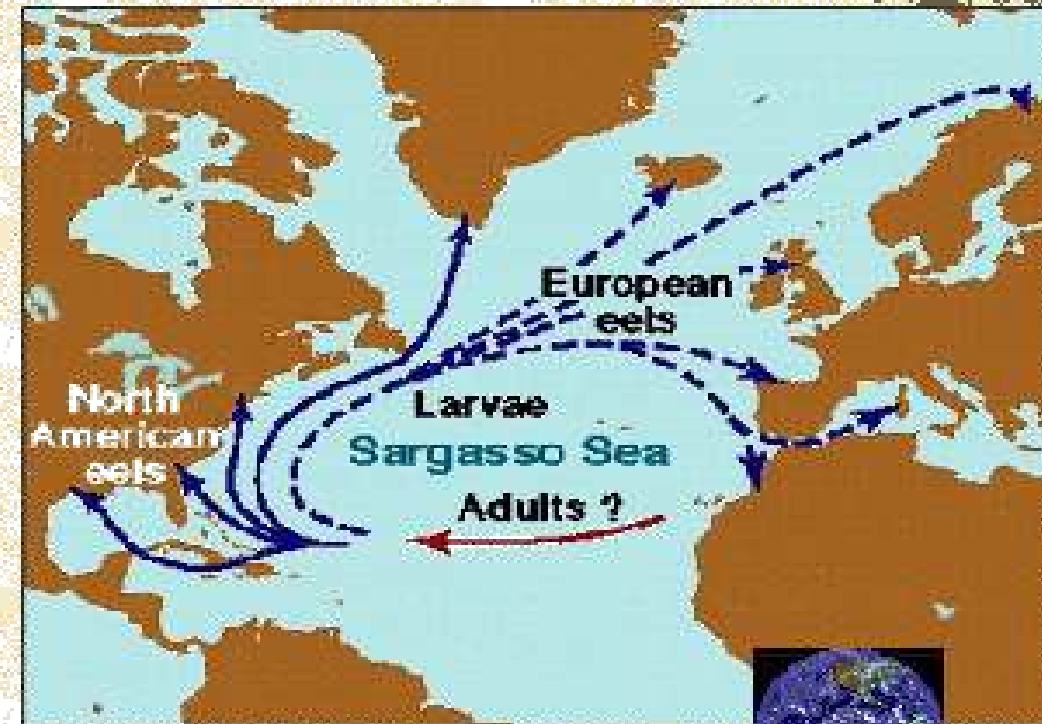 European
eels
North
American
eels
Larvae
Sargasso Sea
Adults ?